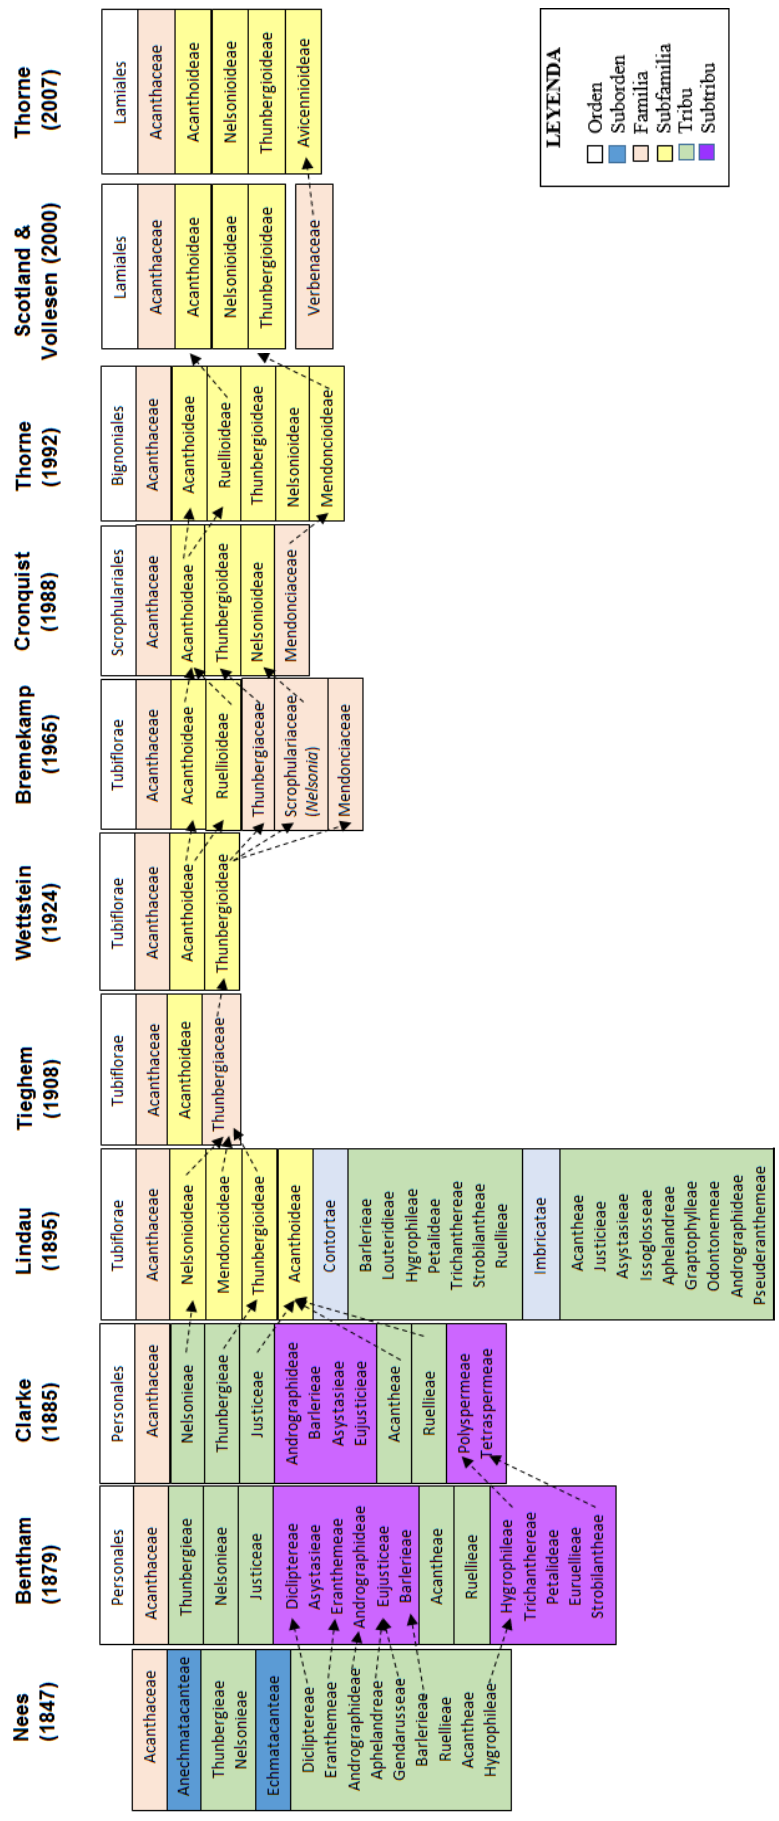 Nees
(1847)
Acanthaceae
Anechmatacanteae
Thunbergieae
Nelsonieae
Echmatacanteae
Dicliptereae
Eranthemeae
Andrographideae
Aphelandreae
Gendarusseae
Barlerieae
Ruellieae
Acantheae
Hygrophileae
Bentham
(1879)
Personales
Acanthaceae
Thunbergieae
Nelsonieae
Justiceae
Dicliptereae
Asystasieae
Eranthemeae
Andrographideae
Eujusticeae
Barlerieae
Acantheae
Ruellieae
Hygrophileae
Trichanthereae
Petalideae
Euruellieae
Strobilantheae
Clarke
(1885)
Personales
Acanthaceae
Nelsonieae
Thunbergieae
Justiceae
Andrographideae
Barlerieae
Asystasieae
Eujusticieae
Acantheae
Ruellieae
Polyspermeae
Tetraspermeae
Lindau
(1895)
Tubiflorae
Acanthaceae
Nelsonioideae
Mendoncioideae
Thunbergioideae
Acanthoideae
Contortae
Barlerieae
Louteridieae
Hygrophileae
Petalideae
Trichanthereae
Strobilantheae
Ruellieae
Imbricatae
Acantheae
Justicieae
Asystasieae
Issoglosseae
Aphelandreae
Graptophylleae
Odontonemeae
Andrographideae
Pseuderanthemeae
Tieghem
(1908)
Tubiflorae
Acanthaceae
Acanthoideae
Thunbergiaceae
Wettstein
(1924)
Tubiflorae
Acanthaceae
Acanthoideae
Thunbergioideae
Bremekamp
(1965)
Tubiflorae
Acanthaceae
Acanthoideae
Ruellioideae
Thunbergiaceae
Scrophulariaceae
(Nelsonia)
Mendonciaceae
Cronquist
(1988)
Scrophulariales
Acanthaceae
Acanthoideae
Thunbergioideae
Nelsonioideae
Mendonciaceae
Thorne
(1992)
Bignoniales
Acanthaceae
Acanthoideae
Ruellioideae
Thunbergioideae
Nelsonioideae
Mendoncioideae
Scotland &
Vollesen (2000)
Lamiales
Acanthaceae
Acanthoideae
Nelsonioideae
Thunbergioideae
Verbenaceae
Thorne
(2007)
Lamiales
Acanthaceae
Acanthoideae
Nelsonioideae
Thunbergioideae
Avicennioideae
LEYENDA
Orden
Suborden
Familia
Subfamilia
Tribu
Subtribu